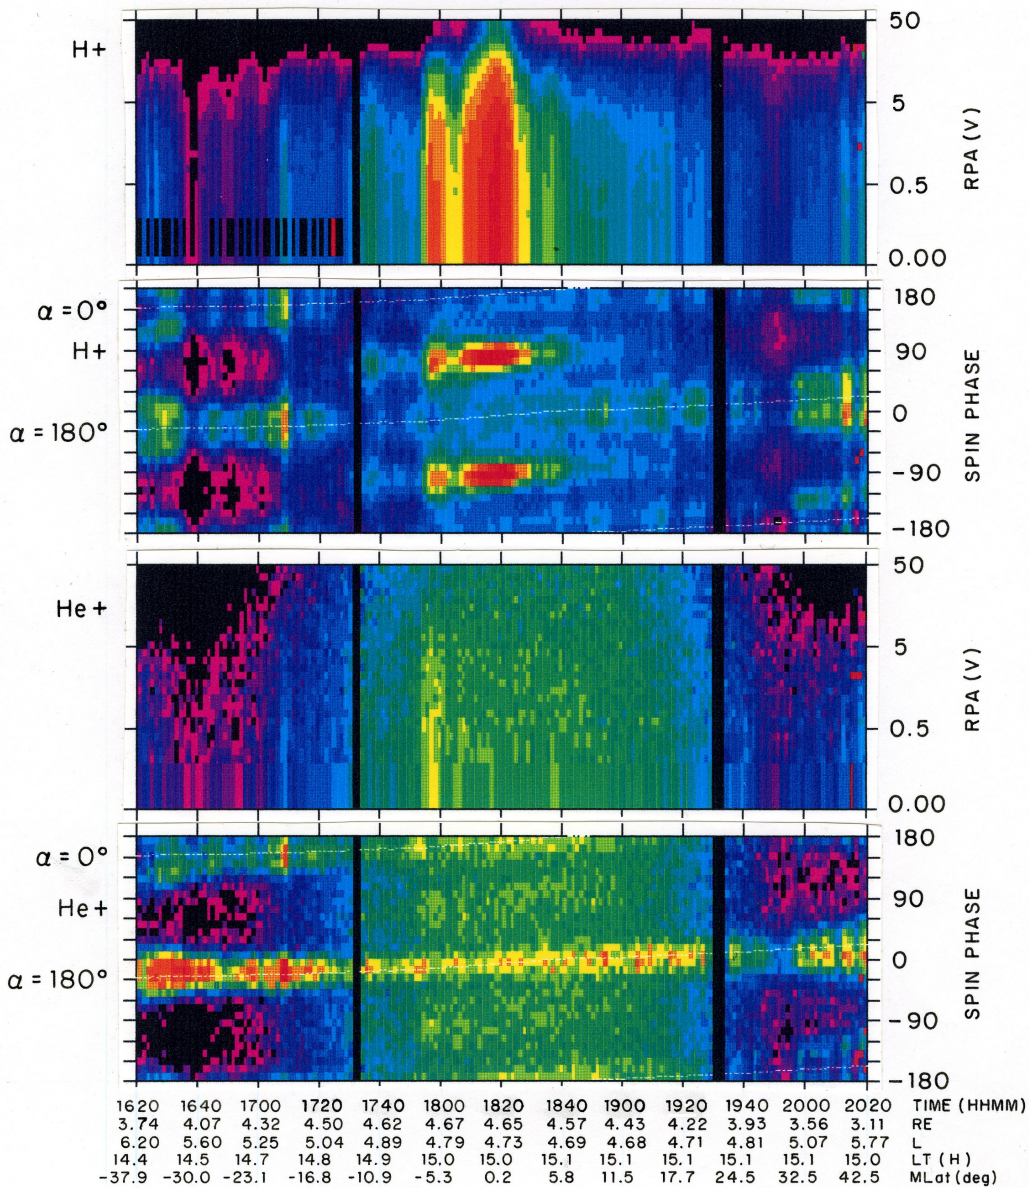 H+
50
5
0.5
0.00
RPA (V)
α = 0°
H+
α = 180°
180
90
0
-90
-180
SPIN PHASE
He+
50
5
0.5
0.00
RPA (V)
α = 0°
He+
α = 180°
180
90
0
-90
-180
SPIN PHASE
1620 1640 1700 1720 1740 1800 1820 1840 1900 1920 1940 2000 2020 TIME (HHMM)
3.74 4.07 4.32 4.50 4.62 4.67 4.65 4.57 4.43 4.22 3.93 3.56 3.11 RE
6.20 5.60 5.25 5.04 4.89 4.79 4.73 4.69 4.68 4.71 4.81 5.07 5.77 L
14.4 14.5 14.7 14.8 14.9 15.0 15.0 15.1 15.1 15.1 15.1 15.1 15.0 LT (H)
-37.9 -30.0 -23.1 -16.8 -10.9 -5.3 0.2 5.8 11.5 17.7 24.5 32.5 42.5 MLat (deg)